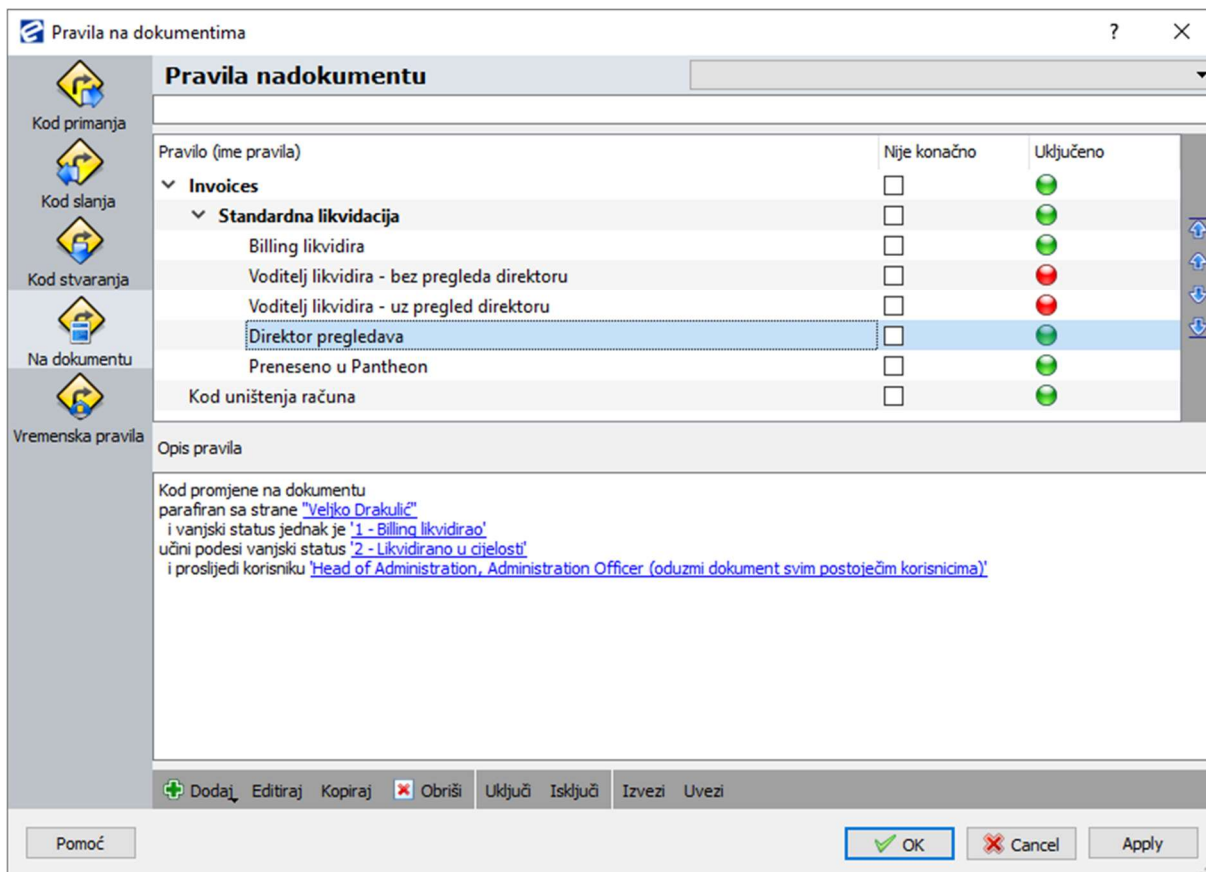 Pravila na dokumentima
?
Pravila nadokumentu
Kod primanja
Kod slanja
Kod stvaranja
Na dokumentu
Vremenska pravila
Pravilo (ime pravila) Nije konačno Uključeno
Invoices
Standardna likvidacija
Billing likvidira
Voditelj likvidira - bez pregleda direktoru
Voditelj likvidira - uz pregled direktoru
Direktor pregledava
Preneseno u Pantheon
Kod uništenja računa
Opis pravila
Kod promjene na dokumentu
parafiran sa strane "Veljko Drakulić"
i vanjski status jednak je '1 - Billing likvidirao'
učini podesi vanjski status '2 - Likvidirano u cijelosti'
i proslijedi korisniku 'Head of Administration, Administration Officer (oduzmi dokument svim postoječim korisnicima)'
Dodaj Editiraj Kopiraj Obriši Uključi Isključi Izvezi Uvezi
Pomoć OK Cancel Apply